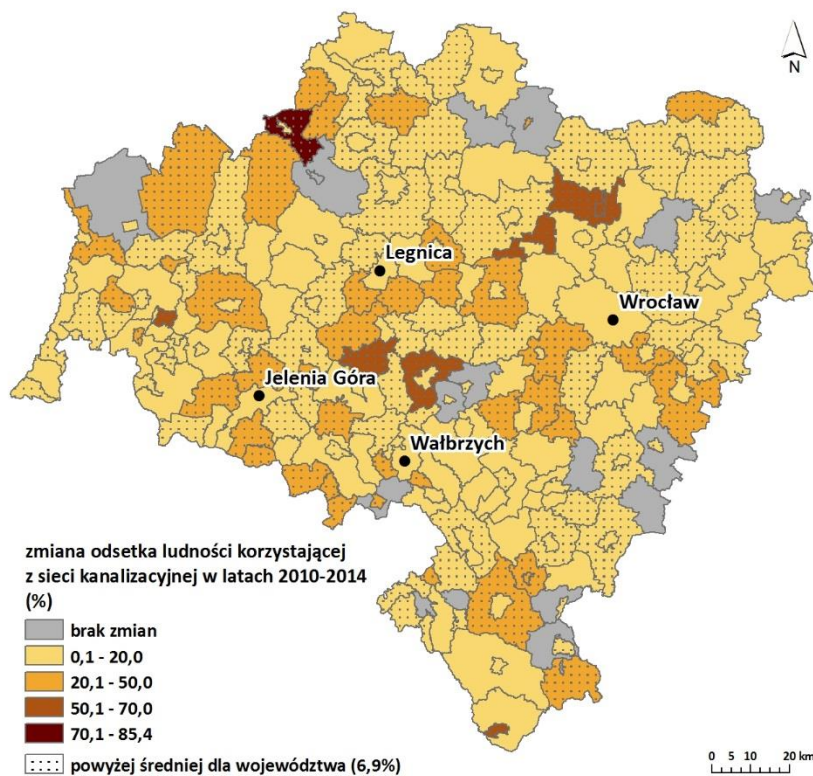 N
Legnica
Wrocław
Jelenia Góra
Wałbrzych
zmiana odsetka ludności korzystającej
z sieci kanalizacyjnej w latach 2010-2014
(%)
brak zmian
0,1 - 20,0
20,1 - 50,0
50,1 - 70,0
70,1 - 85,4
powyżej średniej dla województwa (6,9%)
0 5 10 20 km